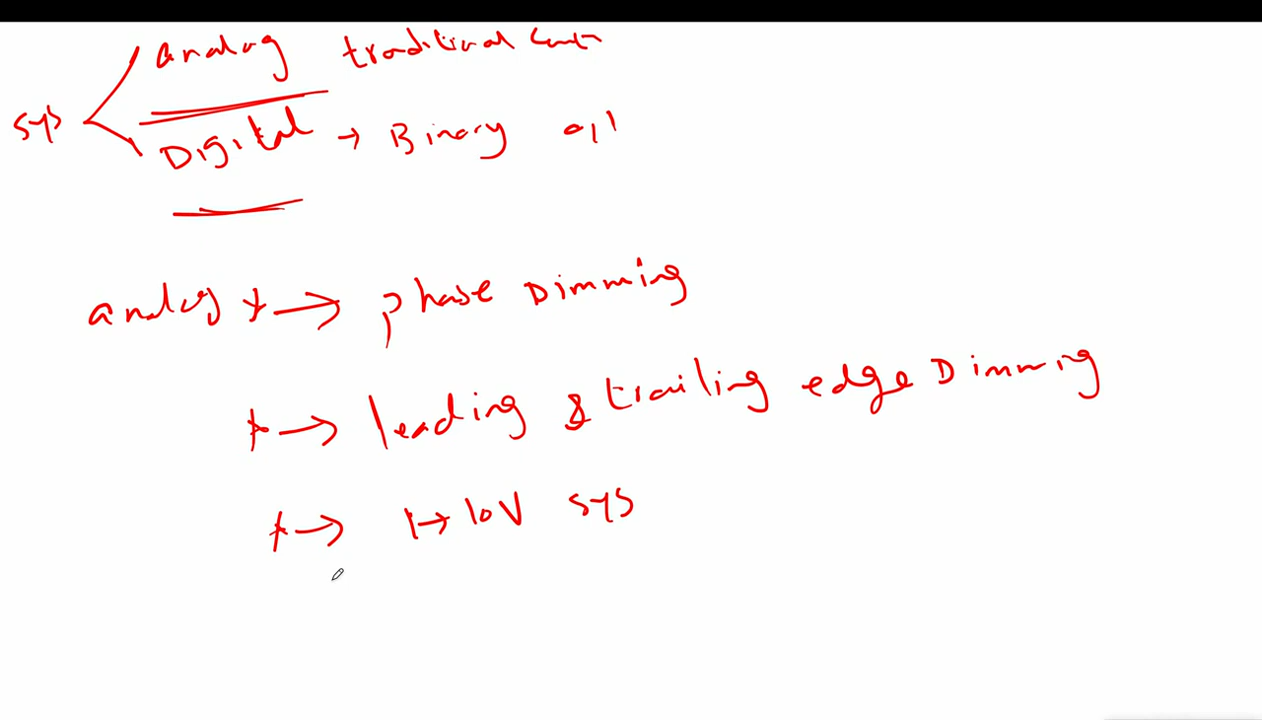 analog traditional
sys
Digital → Binary 0,1
analog * → phase Dimming
* → leading & trailing edge Dimming
* → 1→10V sys